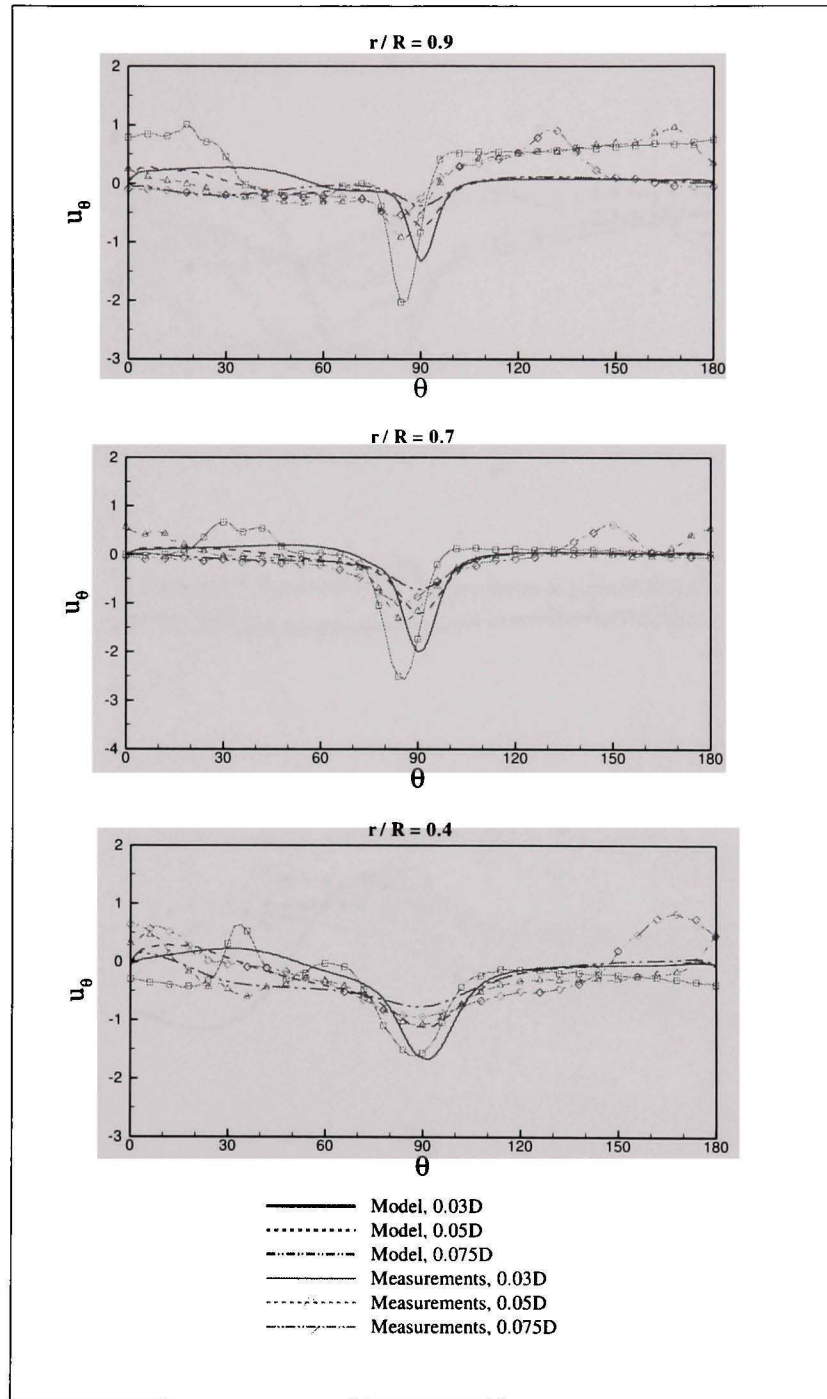 r / R = 0.9
2
1
0
-1
-2
-3
u_θ
0 30 60 90 120 150 180
θ
r / R = 0.7
2
1
0
-1
-2
-3
-4
u_θ
0 30 60 90 120 150 180
θ
r / R = 0.4
2
1
0
-1
-2
-3
u_θ
0 30 60 90 120 150 180
θ
Model, 0.03D
Model, 0.05D
Model, 0.075D
Measurements, 0.03D
Measurements, 0.05D
Measurements, 0.075D